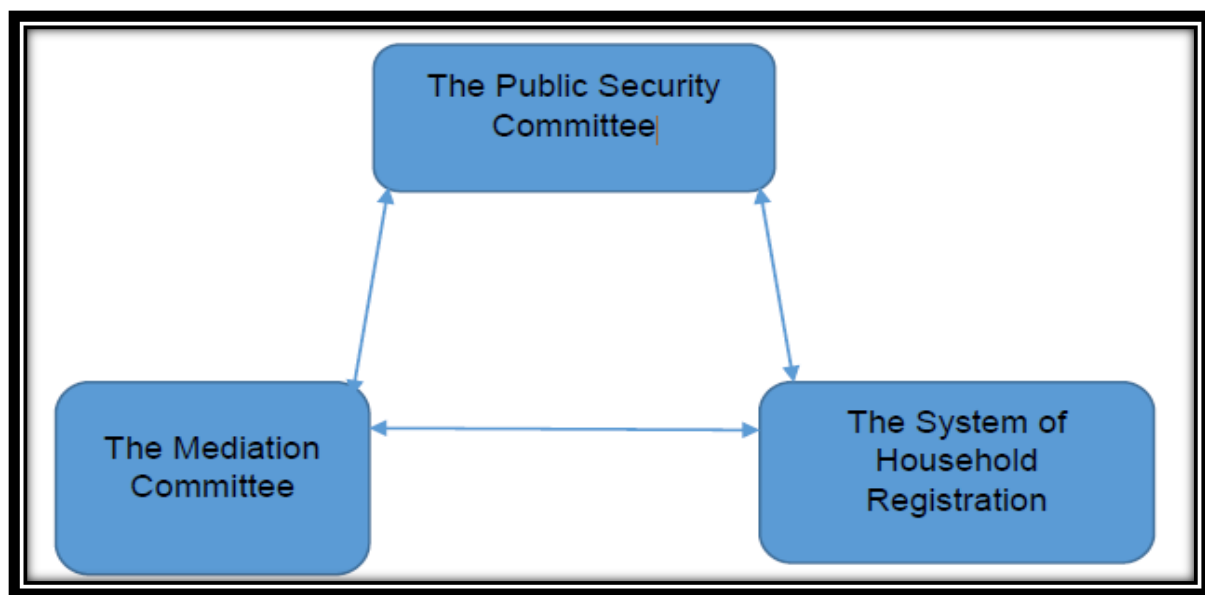 The Public Security
Committee
The Mediation
Committee
The System of
Household
Registration